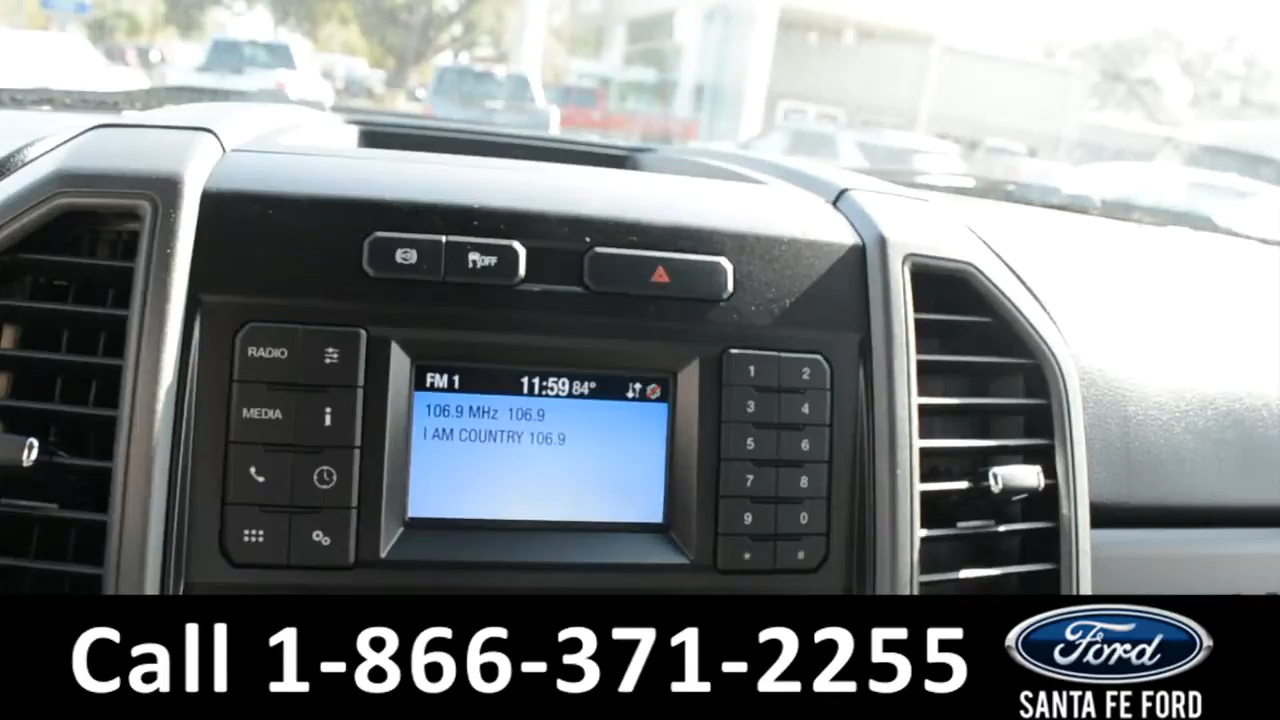 OFF
RADIO
MEDIA
i
FM 1 11:59 84°
106.9 MHz 106.9
I AM COUNTRY 106.9
1 2
3 4
5 6
7 8
9 0
* #
Call 1-866-371-2255
Ford
SANTA FE FORD